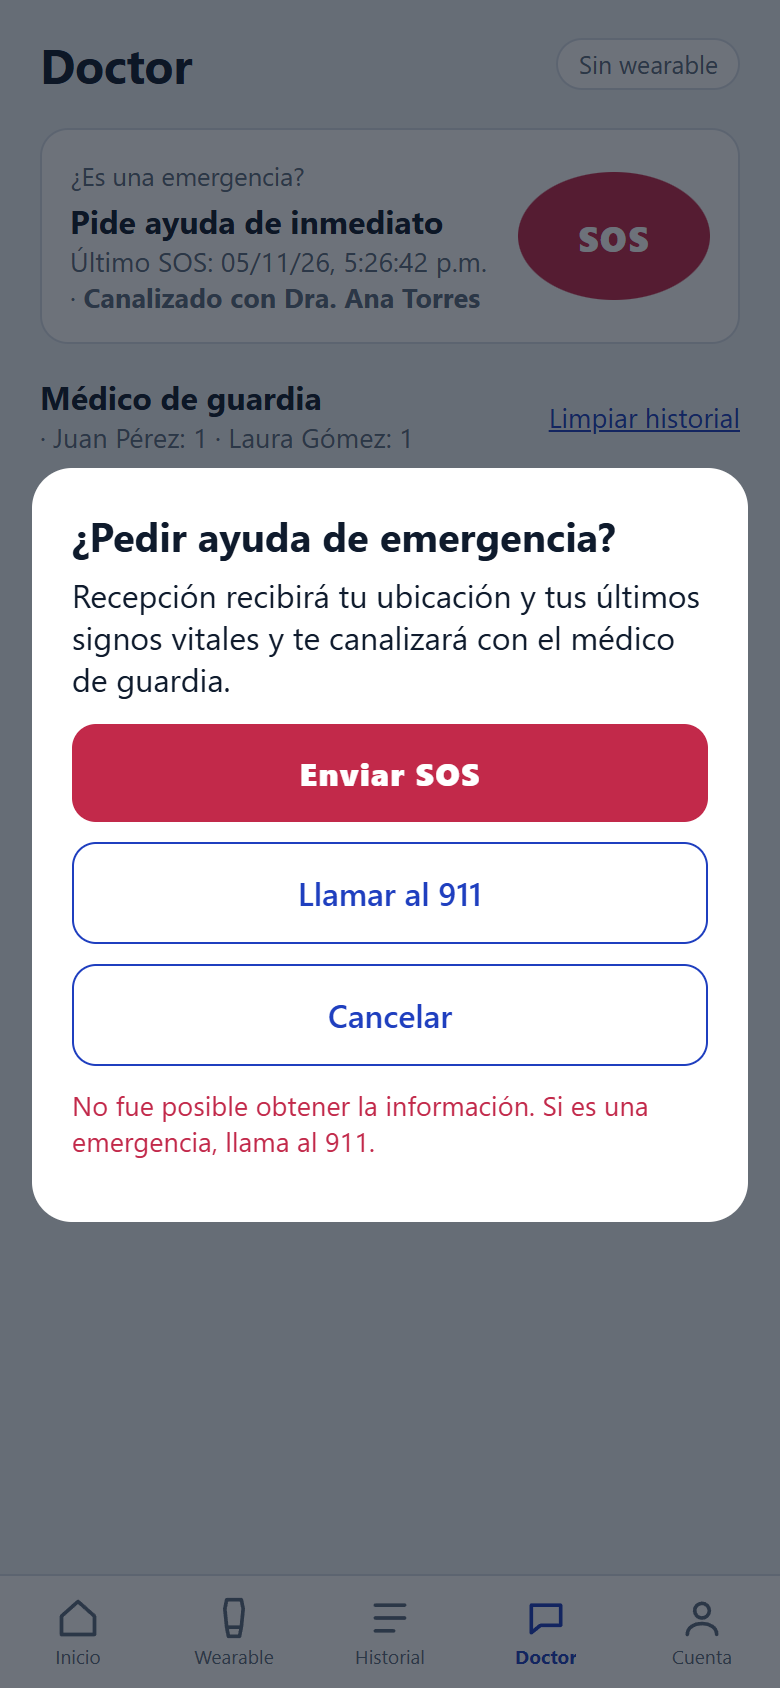 Doctor
Sin wearable
¿Es una emergencia?
Pide ayuda de inmediato
Último SOS: 05/11/26, 5:26:42 p.m.
· Canalizado con Dra. Ana Torres
SOS
Médico de guardia
· Juan Pérez: 1 · Laura Gómez: 1
Limpiar historial
¿Pedir ayuda de emergencia?
Recepción recibirá tu ubicación y tus últimos
signos vitales y te canalizará con el médico
de guardia.
Enviar SOS
Llamar al 911
Cancelar
No fue posible obtener la información. Si es una
emergencia, llama al 911.
Inicio
Wearable
Historial
Doctor
Cuenta